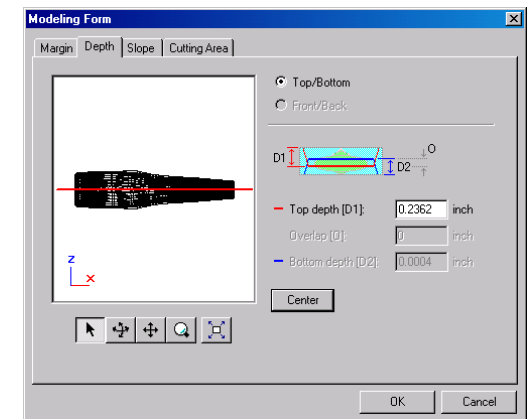 Modeling Form
Margin Depth Slope Cutting Area
Top/Bottom
Front/Back
D1 O
D2
Top depth [D1]: 0.2362 inch
Overlap [O]: 0 inch
Bottom depth [D2]: 0.0004 inch
z
x
Center
OK Cancel